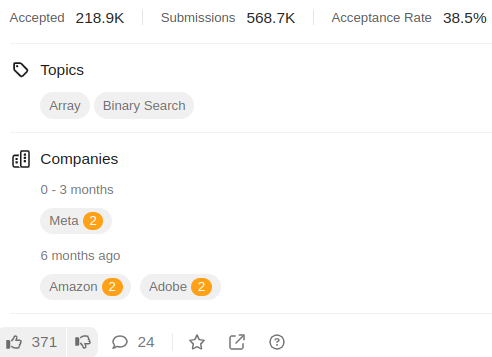 Accepted 218.9K Submissions 568.7K Acceptance Rate 38.5%
Topics
Array Binary Search
Companies
0 - 3 months
Meta 2
6 months ago
Amazon 2 Adobe 2
371 24